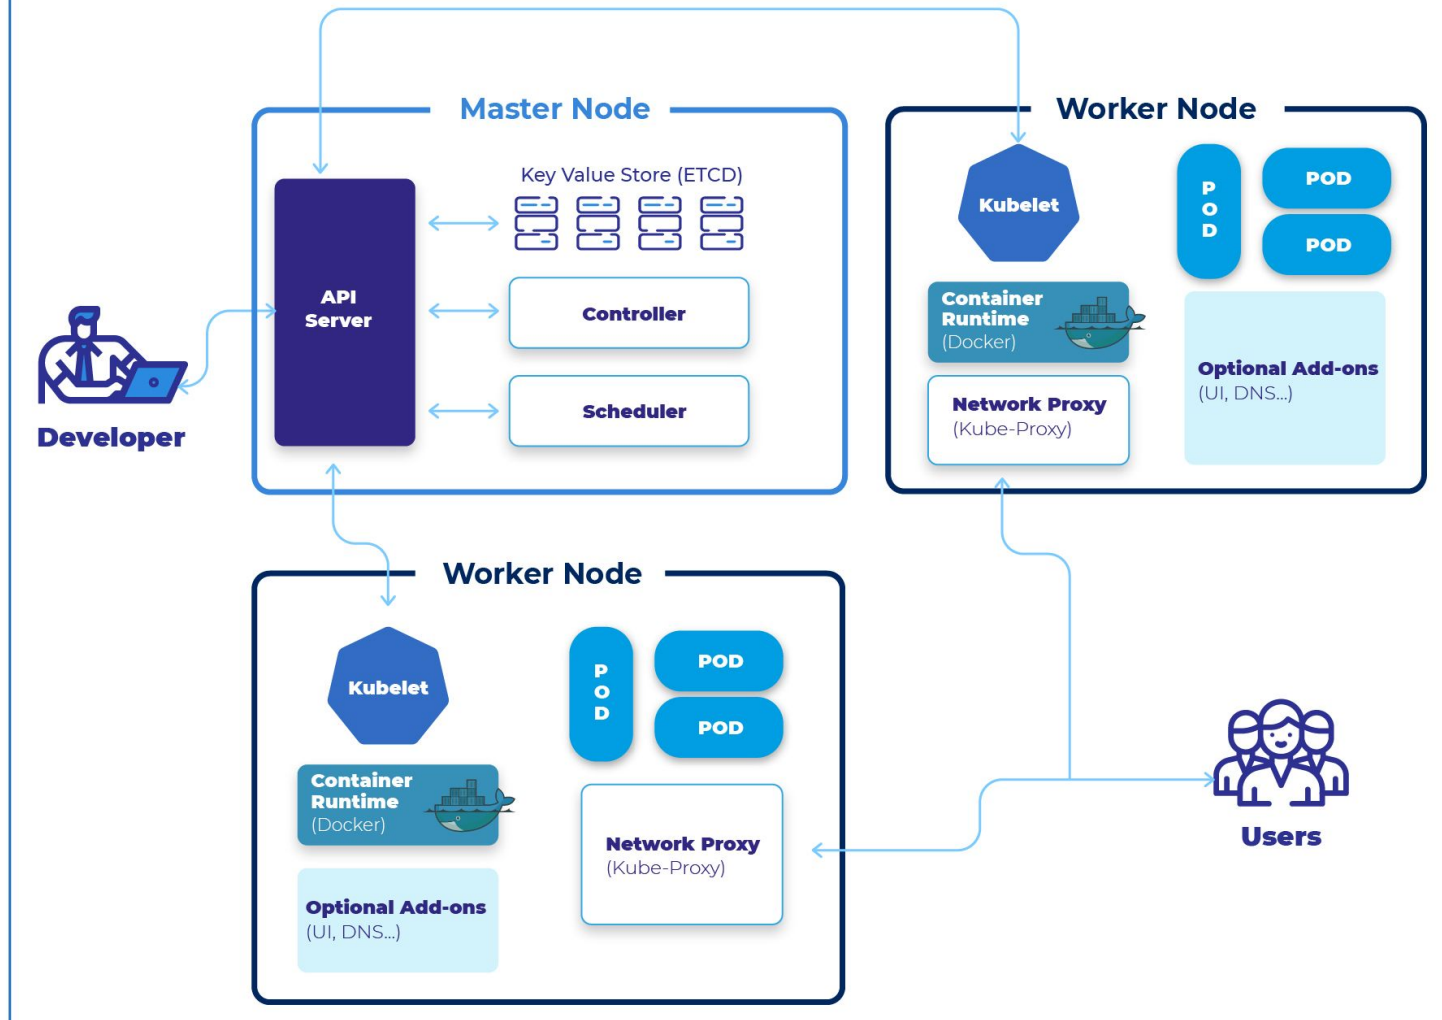 Master Node
Key Value Store (ETCD)
API
Server
Controller
Scheduler
Developer
Worker Node
Kubelet
P
O
D
POD
POD
Container
Runtime
(Docker)
Optional Add-ons
(UI, DNS...)
Network Proxy
(Kube-Proxy)
Worker Node
Kubelet
P
O
D
POD
POD
Container
Runtime
(Docker)
Network Proxy
(Kube-Proxy)
Optional Add-ons
(UI, DNS...)
Users